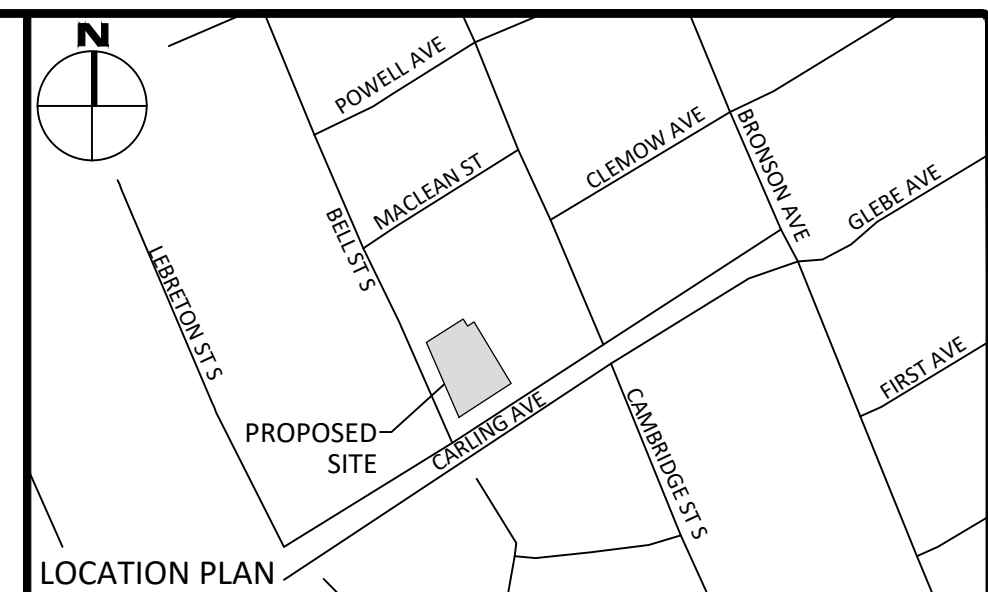 N
POWELL AVE
MACLEAN ST
CLEMOW AVE
BRONSON AVE
GLEBE AVE
BELL ST S
LEBRETON ST S
FIRST AVE
PROPOSED
SITE
CARLING AVE
CAMBRIDGE ST S
LOCATION PLAN